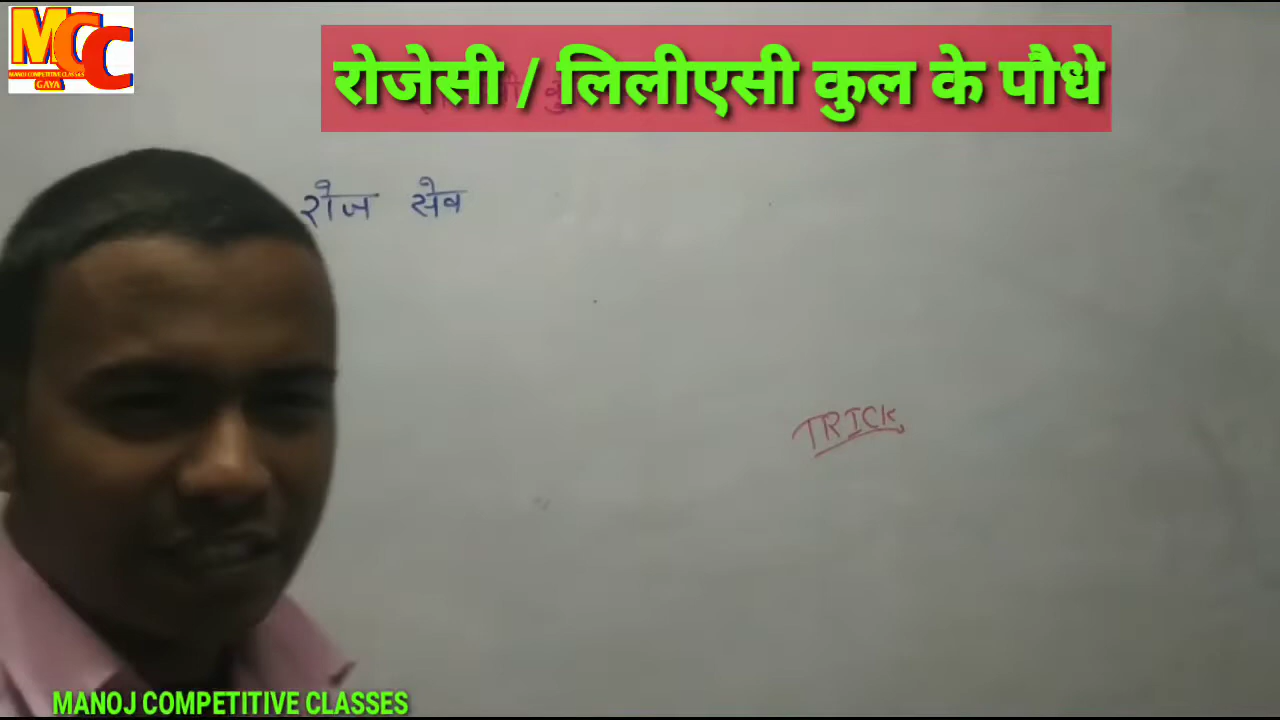 MCC
MANOJ COMPETITIVE CLASSES
GAYA
रोजेसी / लिलीएसी कुल के पौधे
रोज सेव
TRICK
MANOJ COMPETITIVE CLASSES